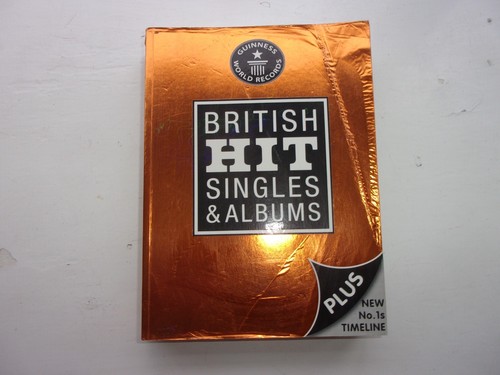 GUINNESS
WORLD RECORDS
BRITISH
HIT
SINGLES
& ALBUMS
PLUS
NEW
No.1s
TIMELINE